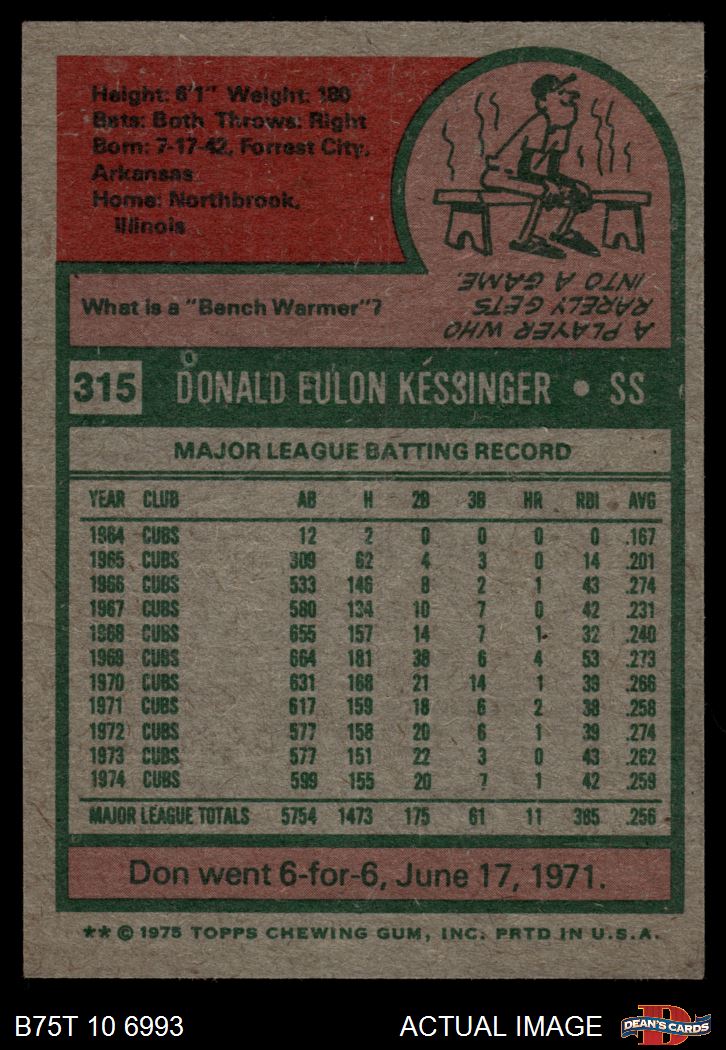 Height: 6'1" Weight: 180
Bats: Both Throws: Right
Born: 7-17-42, Forrest City,
Arkansas
Home: Northbrook,
Illinois
What is a "Bench Warmer"?
A PLAYER WHO
RARELY GETS
INTO A GAME.
315 DONALD EULON KESSINGER • SS
MAJOR LEAGUE BATTING RECORD
YEAR CLUB AB H 2B 3B HR RBI AVG
1964 CUBS 12 2 0 0 0 0 .167
1965 CUBS 309 62 4 3 0 14 .201
1966 CUBS 533 146 8 2 1 43 .274
1967 CUBS 580 134 10 7 0 42 .231
1968 CUBS 655 157 14 7 1 32 .240
1969 CUBS 664 181 38 6 4 53 .273
1970 CUBS 631 168 21 14 1 39 .266
1971 CUBS 617 159 18 6 2 38 .258
1972 CUBS 577 158 20 6 1 39 .274
1973 CUBS 577 151 22 3 0 43 .262
1974 CUBS 599 155 20 7 1 42 .259
MAJOR LEAGUE TOTALS 5754 1473 175 61 11 385 .256
Don went 6-for-6, June 17, 1971.
** © 1975 TOPPS CHEWING GUM, INC. PRTD IN U.S.A.
B75T 10 6993 ACTUAL IMAGE DEAN'S CARDS